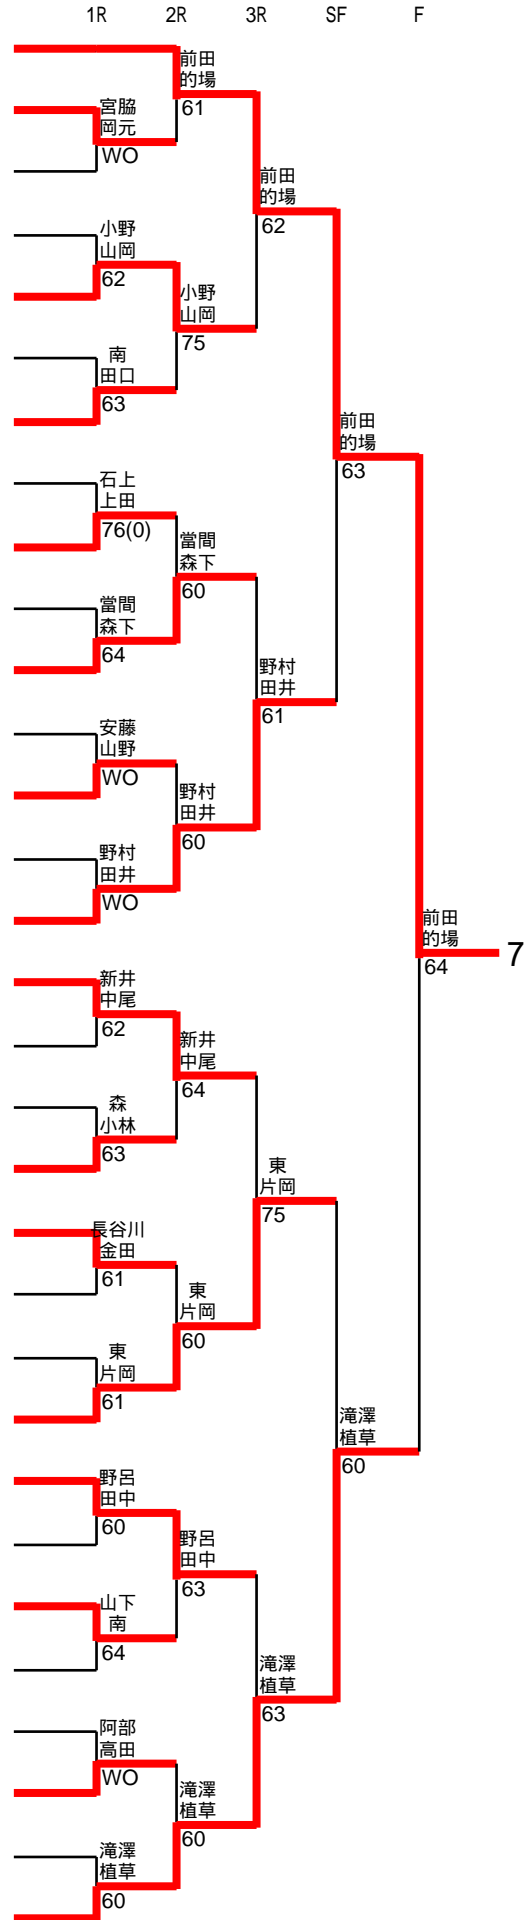 1R 2R 3R SF F
前田
的場
61
宮脇
岡元
WO
前田
的場
62
小野
山岡
62
小野
山岡
75
南
田口
63
前田
的場
63
石上
上田
76(0)
當間
森下
60
當間
森下
64
野村
田井
61
安藤
山野
WO
野村
田井
60
野村
田井
WO
前田
的場
64
7
新井
中尾
62
新井
中尾
64
森
小林
63
東
片岡
75
長谷川
金田
61
東
片岡
60
東
片岡
61
滝澤
植草
60
野呂
田中
60
野呂
田中
63
山下
南
64
滝澤
植草
63
阿部
高田
WO
滝澤
植草
60
滝澤
植草
60